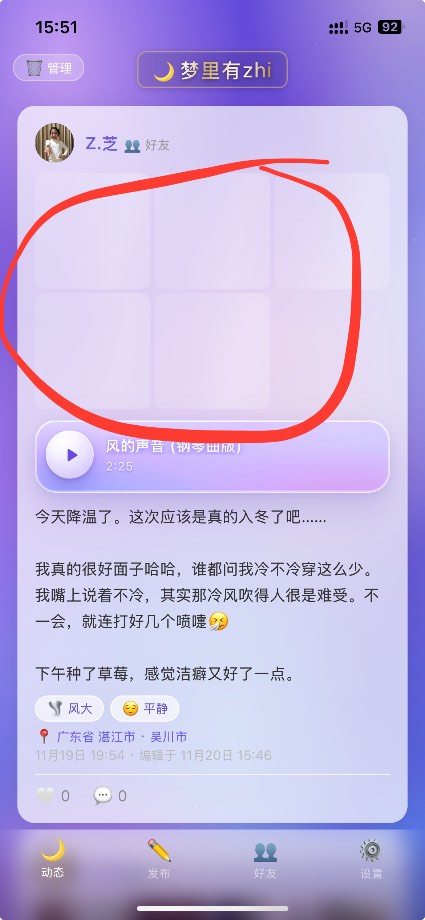 15:51
5G 92
管理
梦里有zhi
Z.芝 好友
风的声音 (钢琴曲版)
2:25
今天降温了。这次应该是真的入冬了吧......
我真的很好面子哈哈，谁都问我冷不冷穿这么少。
我嘴上说着不冷，其实那冷风吹得人很是难受。不
一会，就连打好几个喷嚏🤧
下午种了草莓，感觉洁癖又好了一点。
风大 平静
广东省 湛江市 · 吴川市
11月19日 19:54 · 编辑于 11月20日 15:46
0 0
动态 发布 好友 设置